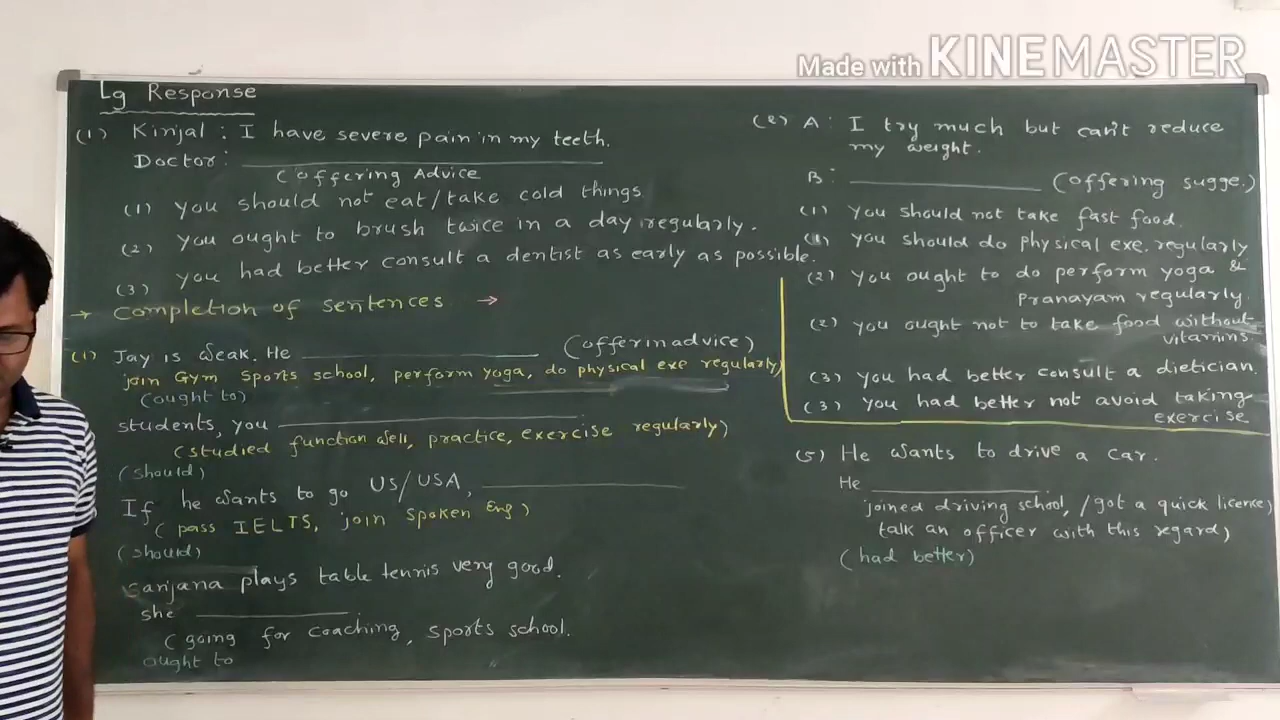 Made with KINEMASTER
Lg Response
(1) Kinjal : I have severe pain in my teeth.
Doctor: ____________
(offering Advice
(1) You should not eat/take cold things.
(2) You ought to brush twice in a day regularly.
(3) You had better consult a dentist as early as possible.
→ Completion of sentences →
(1) Jay is weak. He ____________ (offerin advice)
join Gym Sports school, perform yoga, do physical exe regularly)
(ought to)
students, you ____________.
(studied function well, practice, exercise regularly)
(should)
If he wants to go US/USA, ____________
( pass IELTS, join Spoken Eng )
(should)
Sanjana plays table tennis very good.
she ____________.
( going for coaching, sports school.
ought to
(2) A : I try much but can't reduce
my weight.
B : ____________ (offering sugge.)
(1) You should not take fast food.
(1) You should do physical exe. regularly
(2) You ought to do perform yoga &
Pranayam regularly.
(2) You ought not to take food without
vitamins.
(3) You had better consult a dietician.
(3) You had better not avoid taking
exercise
(5) He wants to drive a car.
He ____________.
joined driving school, /got a quick licence)
talk an officer with this regard)
(had better)